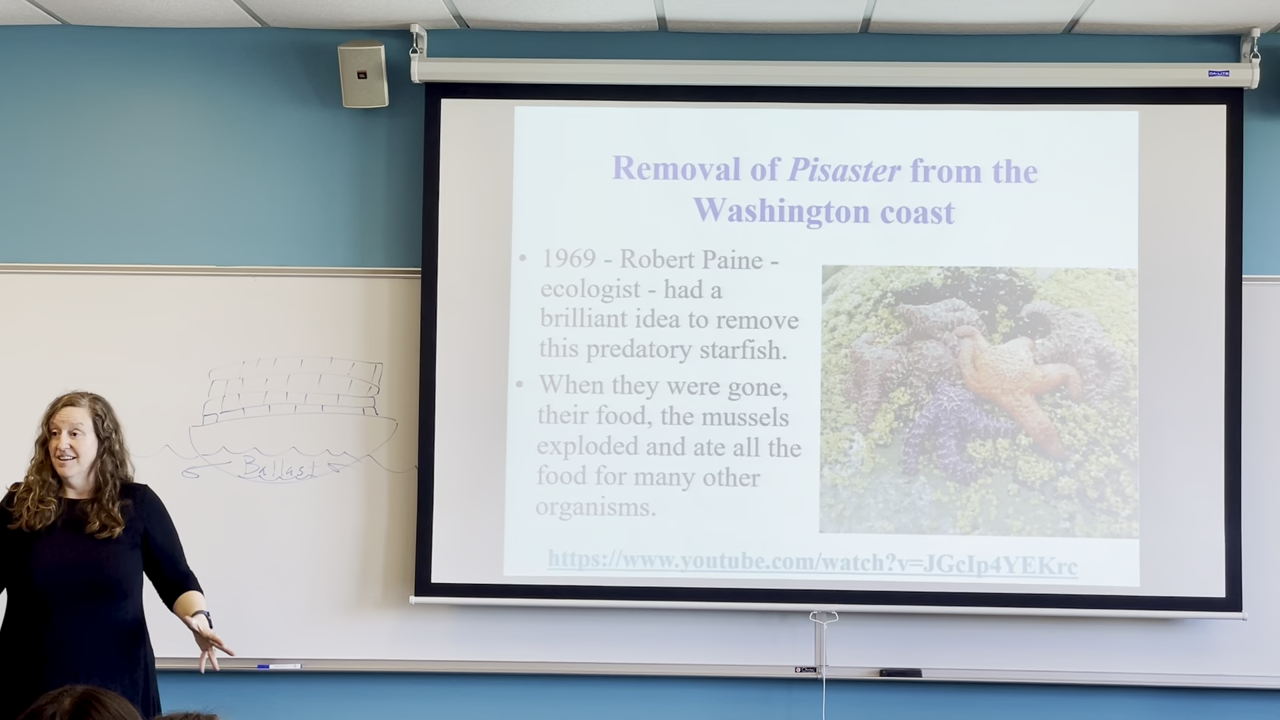 Removal of Pisaster from the
Washington coast
• 1969 - Robert Paine -
ecologist - had a
brilliant idea to remove
this predatory starfish.
• When they were gone,
their food, the mussels
exploded and ate all the
food for many other
organisms.
https://www.youtube.com/watch?v=JGcIp4YEKrc
Ballast
DA-LITE